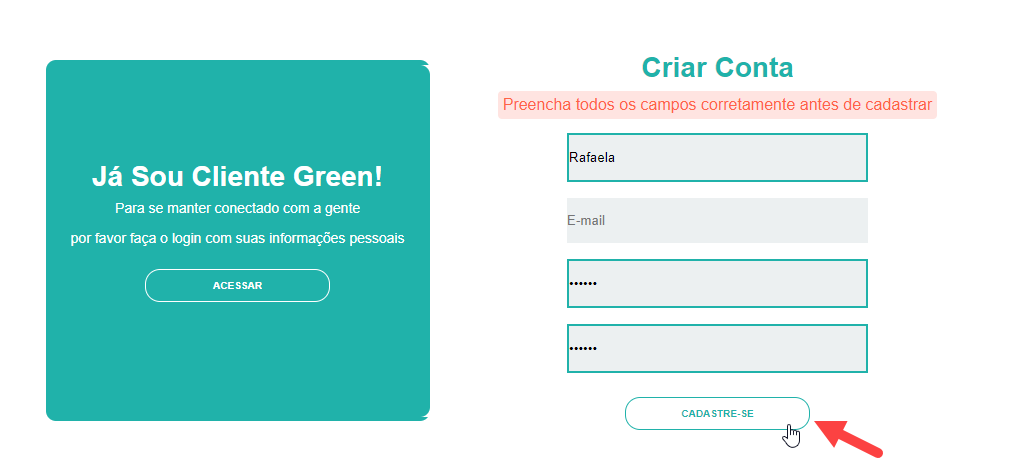 Já Sou Cliente Green!
Para se manter conectado com a gente
por favor faça o login com suas informações pessoais
ACESSAR
Criar Conta
Preencha todos os campos corretamente antes de cadastrar
Rafaela
E-mail
••••••
••••••
CADASTRE-SE